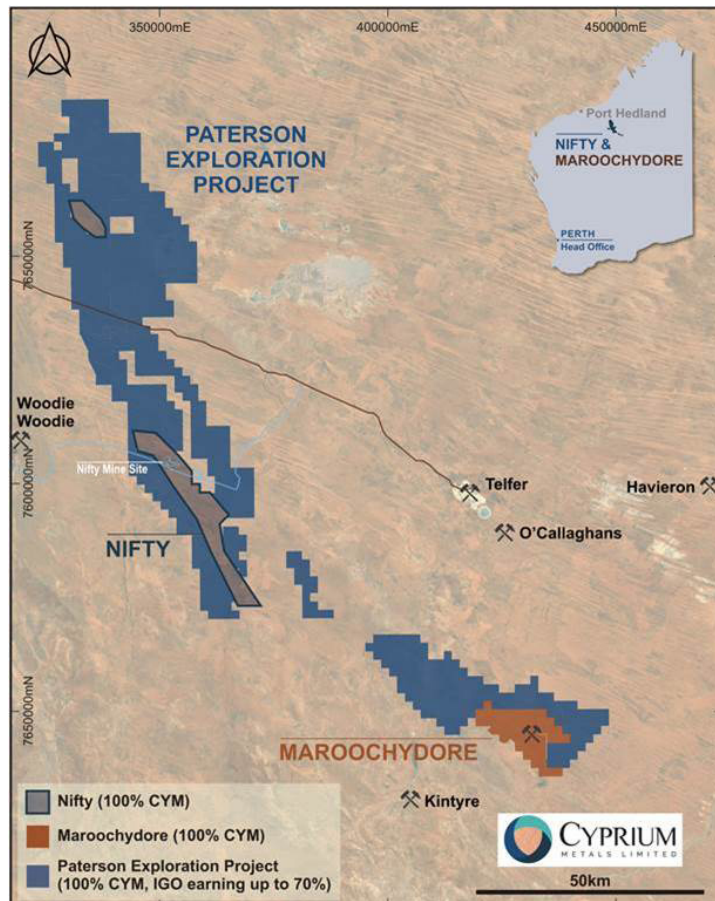 350000mE
400000mE
450000mE
PATERSON
EXPLORATION
PROJECT
Port Hedland
NIFTY &
MAROOCHYDORE
PERTH
Head Office
7650000mN
Woodie
Woodie
Nifty Mine Site
7600000mN
Telfer
Havieron
O'Callaghans
NIFTY
7650000mN
MAROOCHYDORE
Kintyre
Nifty (100% CYM)
Maroochydore (100% CYM)
Paterson Exploration Project
(100% CYM, IGO earning up to 70%)
CYPRIUM
METALS LIMITED
50km